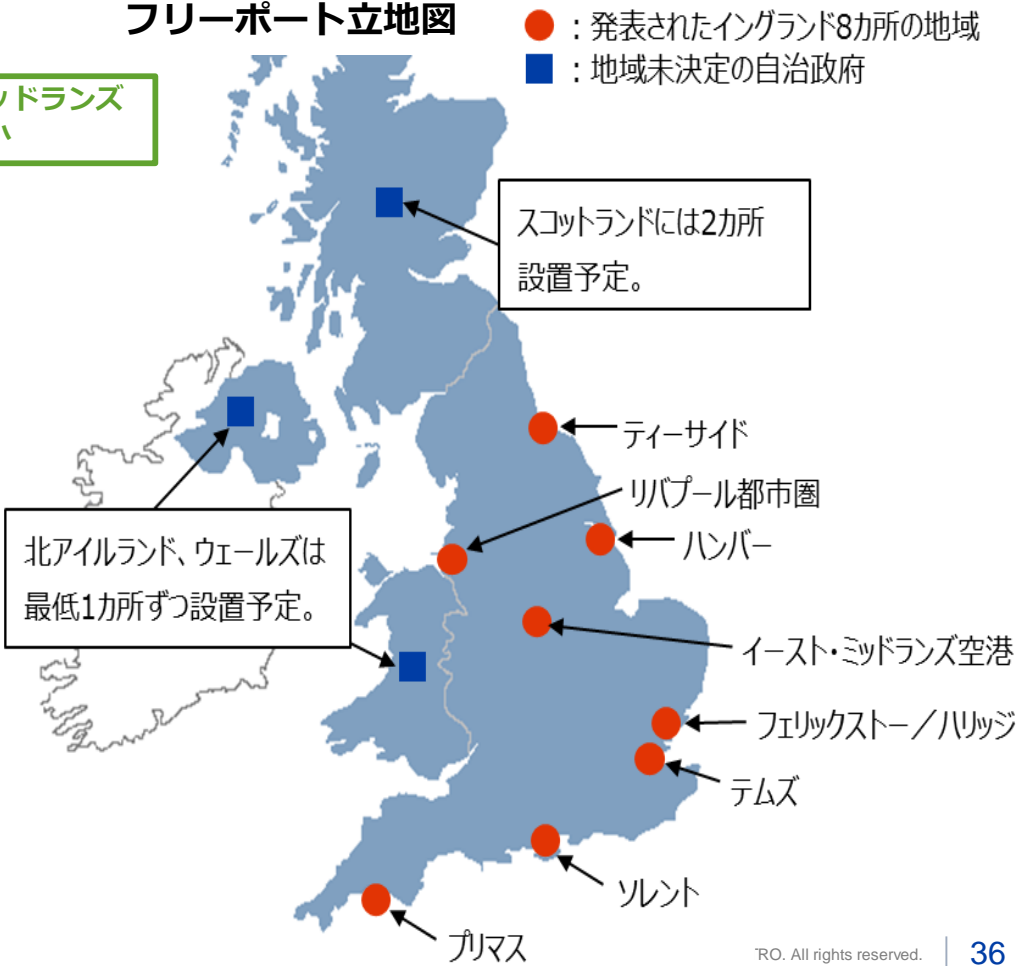 フリーポート立地図
：発表されたイングランド8カ所の地域
：地域未決定の自治政府
ッドランズ
スコットランドには2カ所
設置予定。
ティーサイド
リバプール都市圏
ハンバー
北アイルランド、ウェールズは
最低1カ所ずつ設置予定。
イースト・ミッドランズ空港
フェリックストー／ハリッジ
テムズ
ソレント
プリマス
RO. All rights reserved.
36